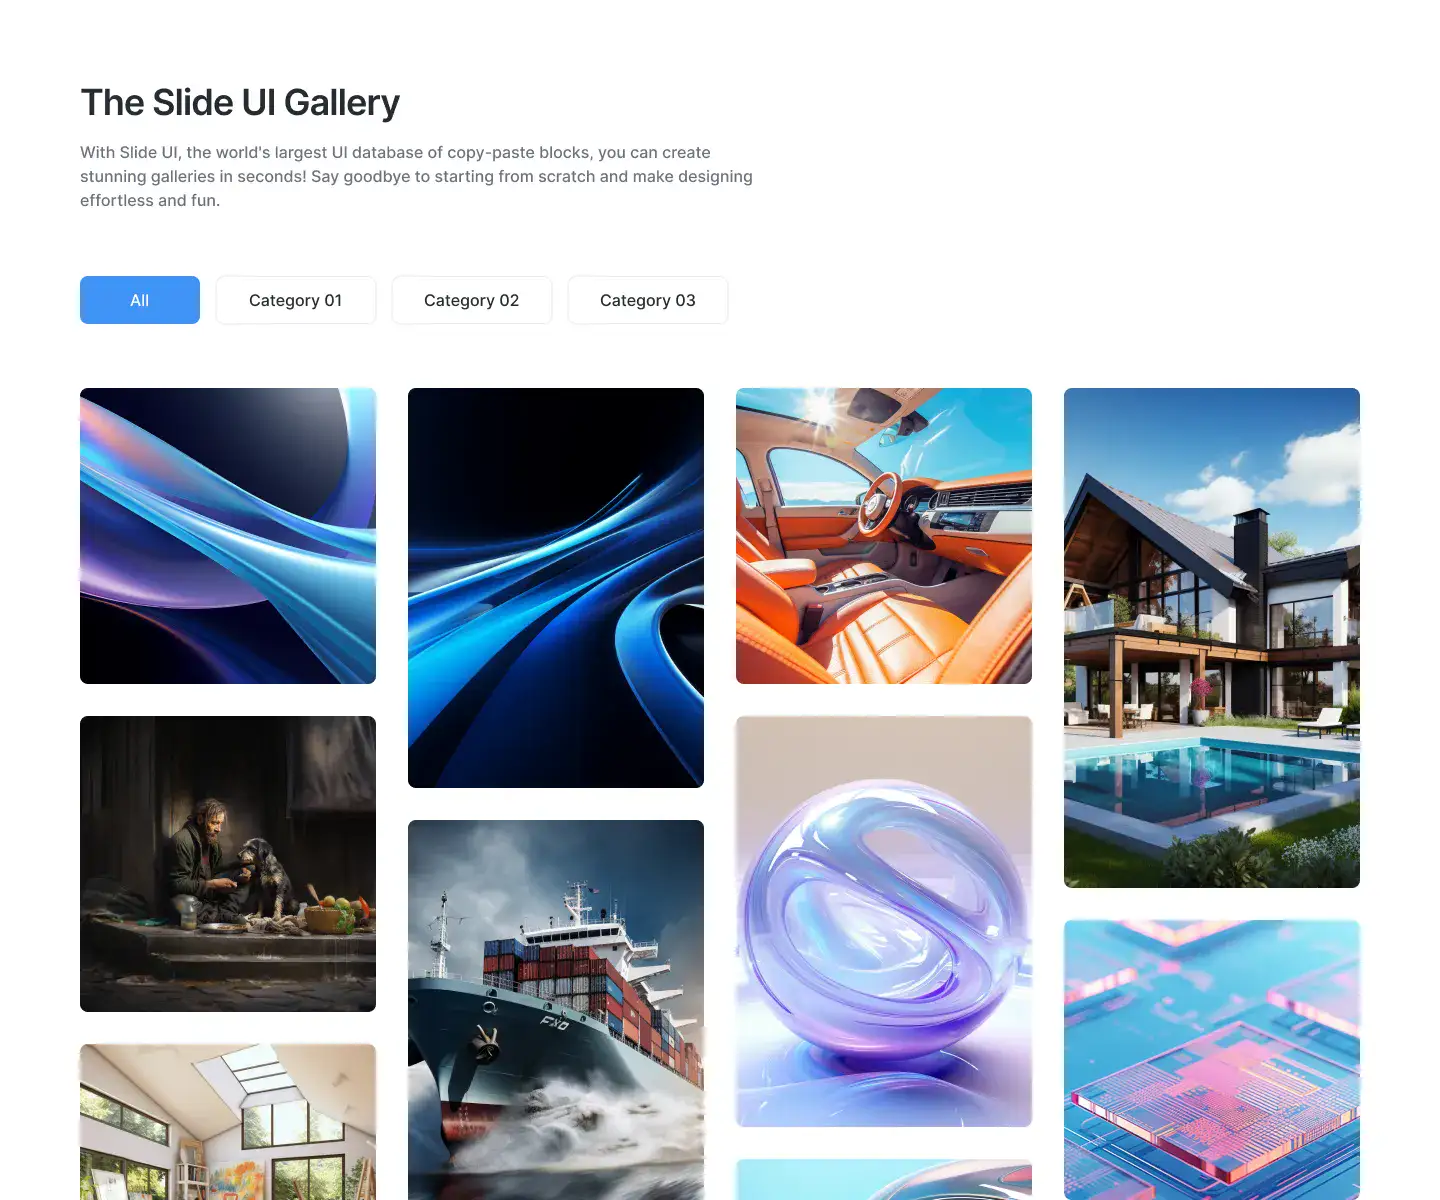 The Slide UI Gallery
With Slide UI, the world's largest UI database of copy-paste blocks, you can create
stunning galleries in seconds! Say goodbye to starting from scratch and make designing
effortless and fun.
All
Category 01
Category 02
Category 03